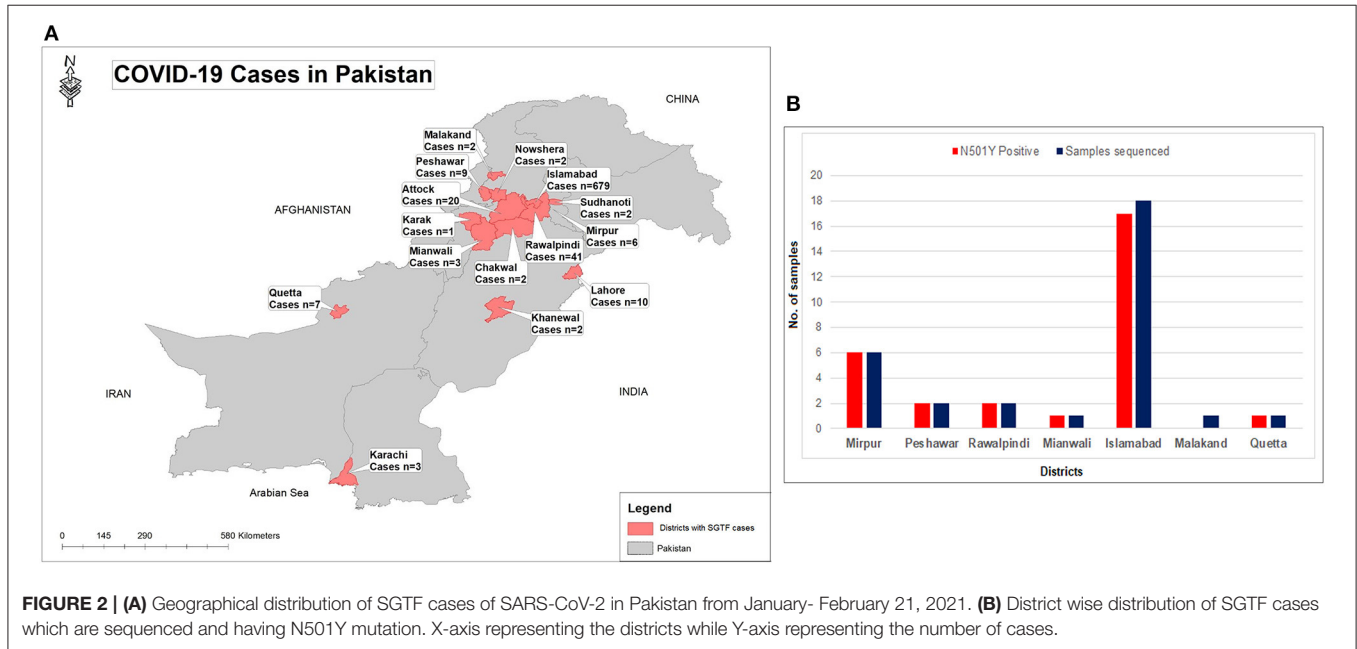 A
N
COVID-19 Cases in Pakistan
CHINA
Malakand
Cases n=2
Nowshera
Cases n=2
Peshawar
Cases n=9
Islamabad
Cases n=679
Attock
Cases n=20
Sudhanoti
Cases n=2
AFGHANISTAN
Karak
Cases n=1
Mirpur
Cases n=6
Mianwali
Cases n=3
Rawalpindi
Cases n=41
Chakwal
Cases n=2
Lahore
Cases n=10
Quetta
Cases n=7
Khanewal
Cases n=2
IRAN
INDIA
Karachi
Cases n=3
Arabian Sea
0 145 290 580 Kilometers
Legend
Districts with SGTF cases
Pakistan
B
N501Y Positive Samples sequenced
No. of samples
20
18
16
14
12
10
8
6
4
2
0
Mirpur Peshawar Rawalpindi Mianwali Islamabad Malakand Quetta
Districts
FIGURE 2 | (A) Geographical distribution of SGTF cases of SARS-CoV-2 in Pakistan from January- February 21, 2021. (B) District wise distribution of SGTF cases
which are sequenced and having N501Y mutation. X-axis representing the districts while Y-axis representing the number of cases.